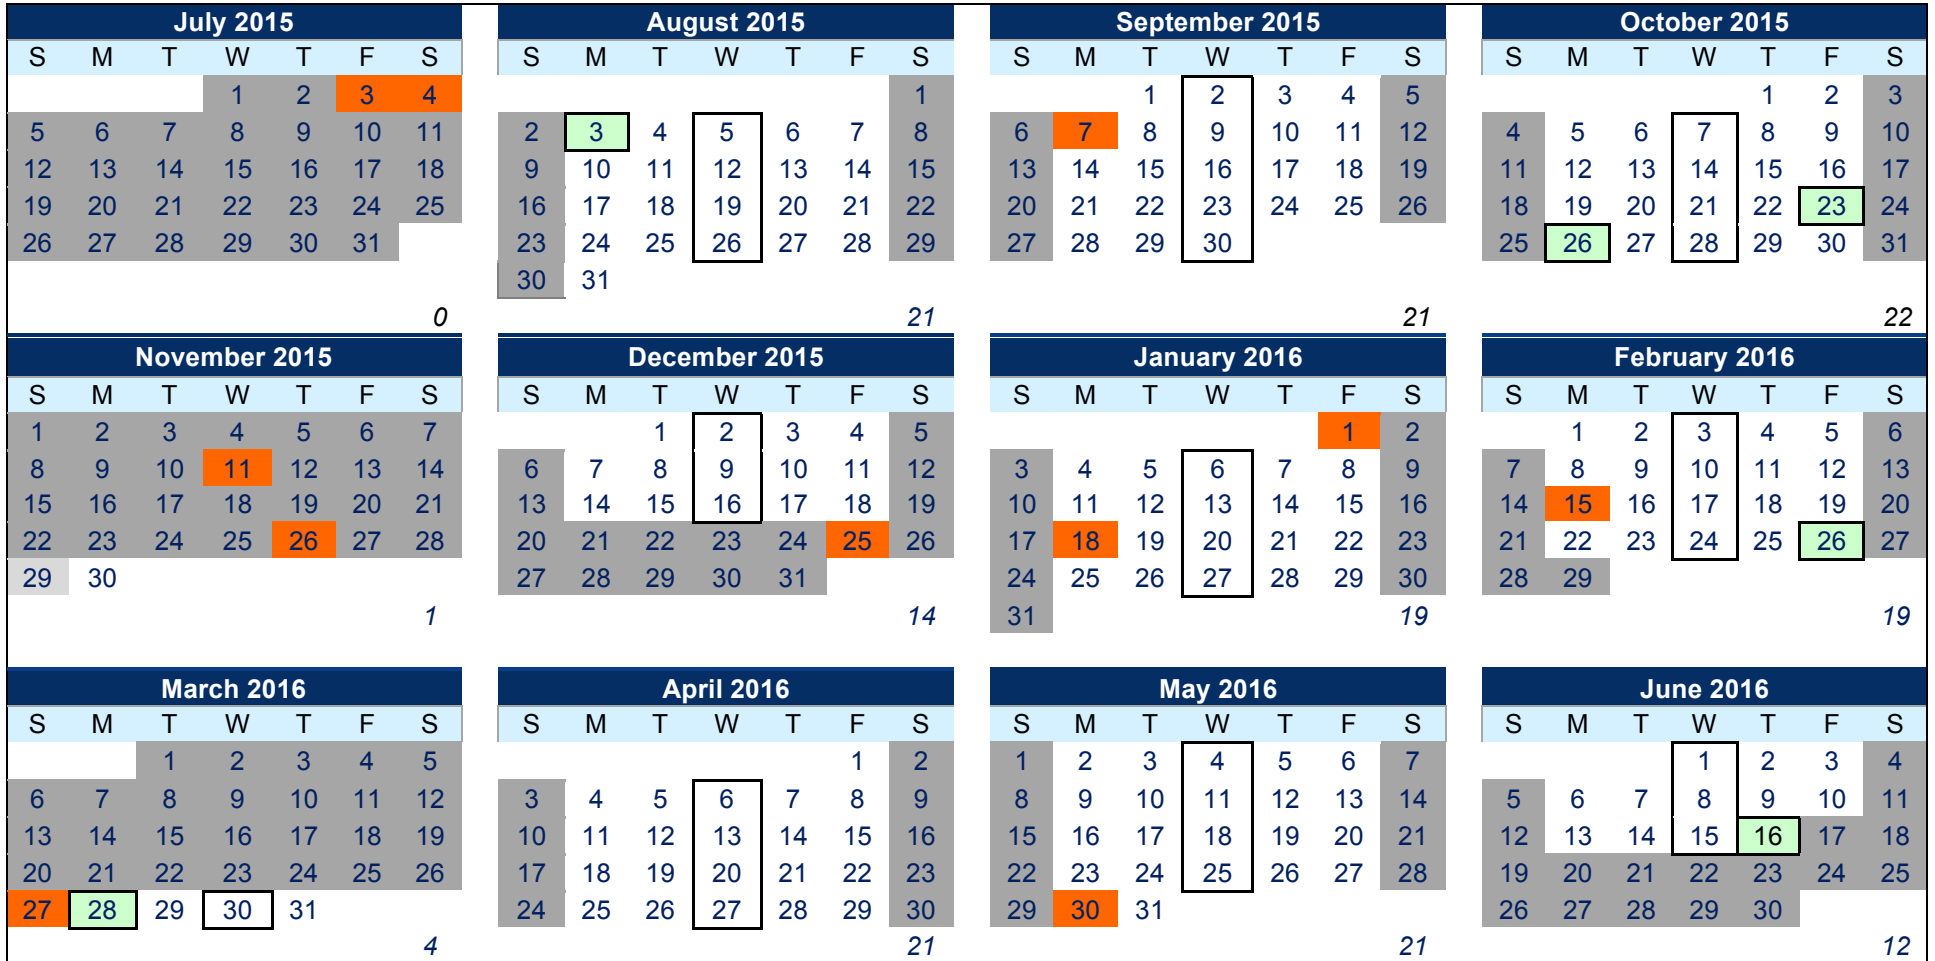 July 2015 August 2015 September 2015 October 2015
S M T W T F S S M T W T F S S M T W T F S S M T W T F S
1 2 3 4 1 1 2 3 4 5 1 2 3
5 6 7 8 9 10 11 2 3 4 5 6 7 8 6 7 8 9 10 11 12 4 5 6 7 8 9 10
12 13 14 15 16 17 18 9 10 11 12 13 14 15 13 14 15 16 17 18 19 11 12 13 14 15 16 17
19 20 21 22 23 24 25 16 17 18 19 20 21 22 20 21 22 23 24 25 26 18 19 20 21 22 23 24
26 27 28 29 30 31 23 24 25 26 27 28 29 27 28 29 30 25 26 27 28 29 30 31
30 31
0 21 21 22
November 2015 December 2015 January 2016 February 2016
S M T W T F S S M T W T F S S M T W T F S S M T W T F S
1 2 3 4 5 6 7 1 2 3 4 5 1 2 1 2 3 4 5 6
8 9 10 11 12 13 14 6 7 8 9 10 11 12 3 4 5 6 7 8 9 7 8 9 10 11 12 13
15 16 17 18 19 20 21 13 14 15 16 17 18 19 10 11 12 13 14 15 16 14 15 16 17 18 19 20
22 23 24 25 26 27 28 20 21 22 23 24 25 26 17 18 19 20 21 22 23 21 22 23 24 25 26 27
29 30 27 28 29 30 31 24 25 26 27 28 29 30 28 29
1 14 31 19 19
March 2016 April 2016 May 2016 June 2016
S M T W T F S S M T W T F S S M T W T F S S M T W T F S
1 2 3 4 5 1 2 1 2 3 4 5 6 7 1 2 3 4
6 7 8 9 10 11 12 3 4 5 6 7 8 9 8 9 10 11 12 13 14 5 6 7 8 9 10 11
13 14 15 16 17 18 19 10 11 12 13 14 15 16 15 16 17 18 19 20 21 12 13 14 15 16 17 18
20 21 22 23 24 25 26 17 18 19 20 21 22 23 22 23 24 25 26 27 28 19 20 21 22 23 24 25
27 28 29 30 31 24 25 26 27 28 29 30 29 30 31 26 27 28 29 30
4 21 21 12